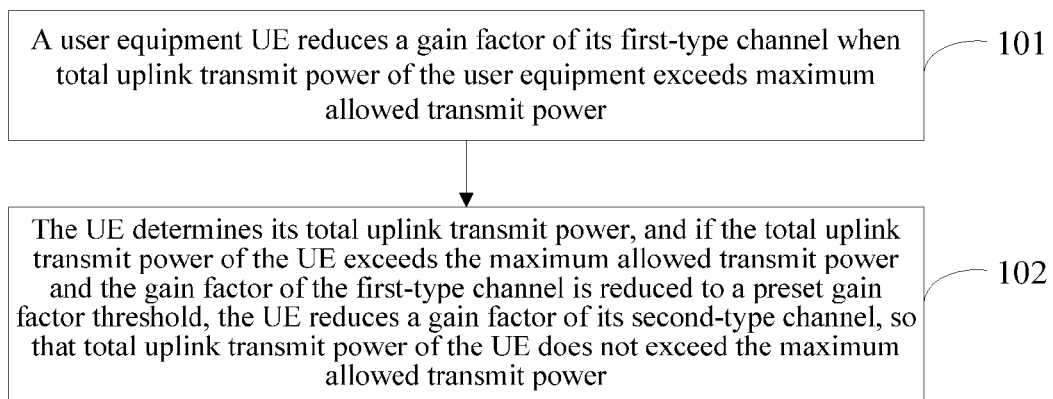 A user equipment UE reduces a gain factor of its first-type channel when
total uplink transmit power of the user equipment exceeds maximum
allowed transmit power
101
The UE determines its total uplink transmit power, and if the total uplink
transmit power of the UE exceeds the maximum allowed transmit power
and the gain factor of the first-type channel is reduced to a preset gain
factor threshold, the UE reduces a gain factor of its second-type channel, so
that total uplink transmit power of the UE does not exceed the maximum
allowed transmit power
102